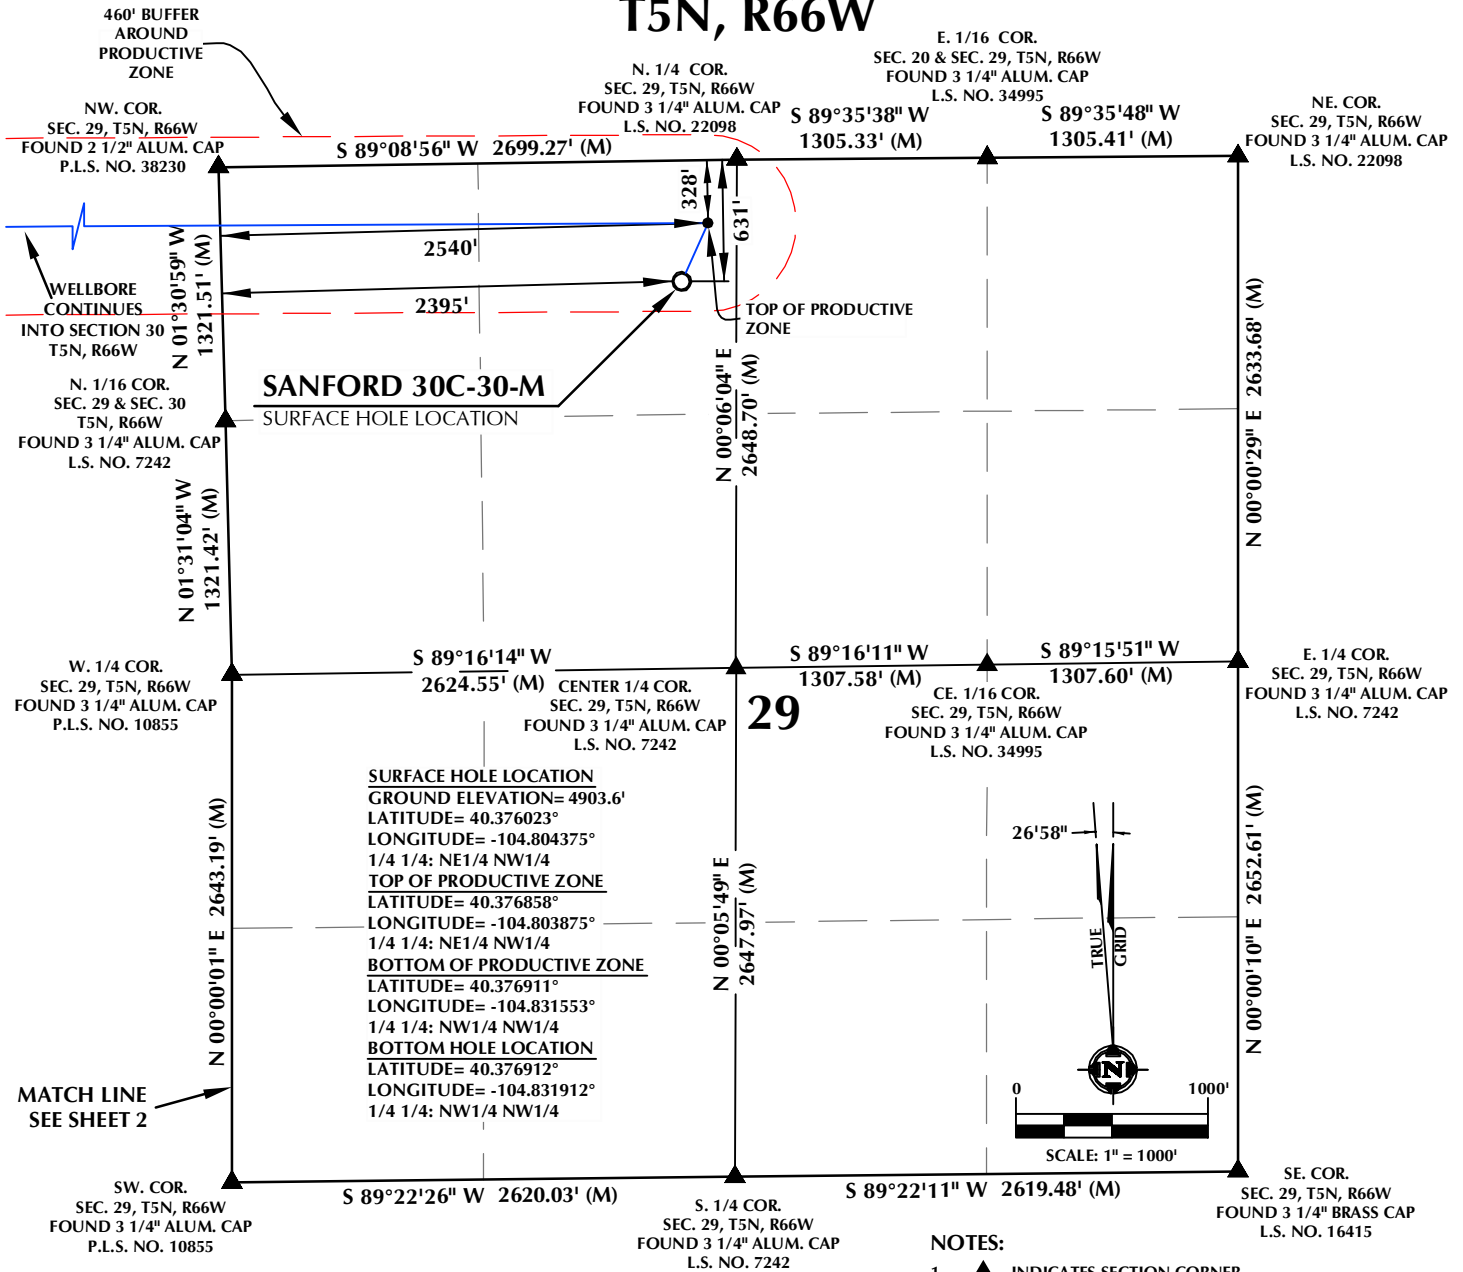 T5N, R66W
460' BUFFER
AROUND
PRODUCTIVE
ZONE
NW. COR.
SEC. 29, T5N, R66W
FOUND 2 1/2" ALUM. CAP
P.L.S. NO. 38230
N. 1/4 COR.
SEC. 29, T5N, R66W
FOUND 3 1/4" ALUM. CAP
L.S. NO. 22098
E. 1/16 COR.
SEC. 20 & SEC. 29, T5N, R66W
FOUND 3 1/4" ALUM. CAP
L.S. NO. 34995
NE. COR.
SEC. 29, T5N, R66W
FOUND 3 1/4" ALUM. CAP
L.S. NO. 22098
S 89°08'56" W 2699.27' (M)
S 89°35'38" W
1305.33' (M)
S 89°35'48" W
1305.41' (M)
328'
631'
2540'
2395'
N 01°30'59" W
1321.51' (M)
WELLBORE
CONTINUES
INTO SECTION 30
T5N, R66W
TOP OF PRODUCTIVE
ZONE
SANFORD 30C-30-M
SURFACE HOLE LOCATION
N. 1/16 COR.
SEC. 29 & SEC. 30
T5N, R66W
FOUND 3 1/4" ALUM. CAP
L.S. NO. 7242
N 00°06'04" E
2648.70' (M)
N 00°00'29" E 2633.68' (M)
N 01°31'04" W
1321.42' (M)
W. 1/4 COR.
SEC. 29, T5N, R66W
FOUND 3 1/4" ALUM. CAP
P.L.S. NO. 10855
S 89°16'14" W
2624.55' (M)
CENTER 1/4 COR.
SEC. 29, T5N, R66W
FOUND 3 1/4" ALUM. CAP
L.S. NO. 7242
29
S 89°16'11" W
1307.58' (M)
S 89°15'51" W
1307.60' (M)
CE. 1/16 COR.
SEC. 29, T5N, R66W
FOUND 3 1/4" ALUM. CAP
L.S. NO. 34995
E. 1/4 COR.
SEC. 29, T5N, R66W
FOUND 3 1/4" ALUM. CAP
L.S. NO. 7242
SURFACE HOLE LOCATION
GROUND ELEVATION= 4903.6'
LATITUDE= 40.376023°
LONGITUDE= -104.804375°
1/4 1/4: NE1/4 NW1/4
TOP OF PRODUCTIVE ZONE
LATITUDE= 40.376858°
LONGITUDE= -104.803875°
1/4 1/4: NE1/4 NW1/4
BOTTOM OF PRODUCTIVE ZONE
LATITUDE= 40.376911°
LONGITUDE= -104.831553°
1/4 1/4: NW1/4 NW1/4
BOTTOM HOLE LOCATION
LATITUDE= 40.376912°
LONGITUDE= -104.831912°
1/4 1/4: NW1/4 NW1/4
N 00°00'01" E 2643.19' (M)
N 00°05'49" E
2647.97' (M)
N 00°00'10" E 2652.61' (M)
26'58"
TRUE
GRID
N
0 1000'
SCALE: 1" = 1000'
MATCH LINE
SEE SHEET 2
SW. COR.
SEC. 29, T5N, R66W
FOUND 3 1/4" ALUM. CAP
P.L.S. NO. 10855
S 89°22'26" W 2620.03' (M)
S. 1/4 COR.
SEC. 29, T5N, R66W
FOUND 3 1/4" ALUM. CAP
L.S. NO. 7242
S 89°22'11" W 2619.48' (M)
SE. COR.
SEC. 29, T5N, R66W
FOUND 3 1/4" BRASS CAP
L.S. NO. 16415
NOTES:
1. INDICATES SECTION CORNER